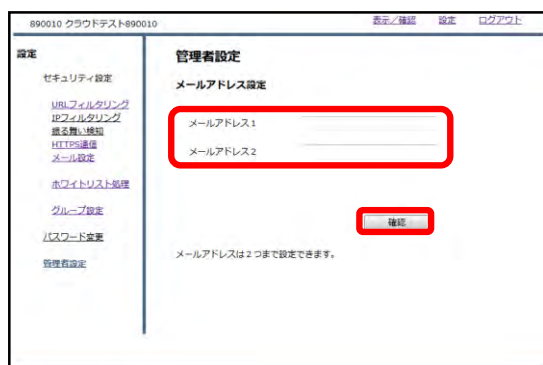 890010 クラウドテスト890010
表示／確認 設定 ログアウト
設定
セキュリティ設定
URLフィルタリング
IPフィルタリング
振る舞い検知
HTTPS通信
メール設定
ホワイトリスト処理
グループ設定
パスワード変更
管理者設定
管理者設定
メールアドレス設定
メールアドレス1
メールアドレス2
確認
メールアドレスは2つまで設定できます。